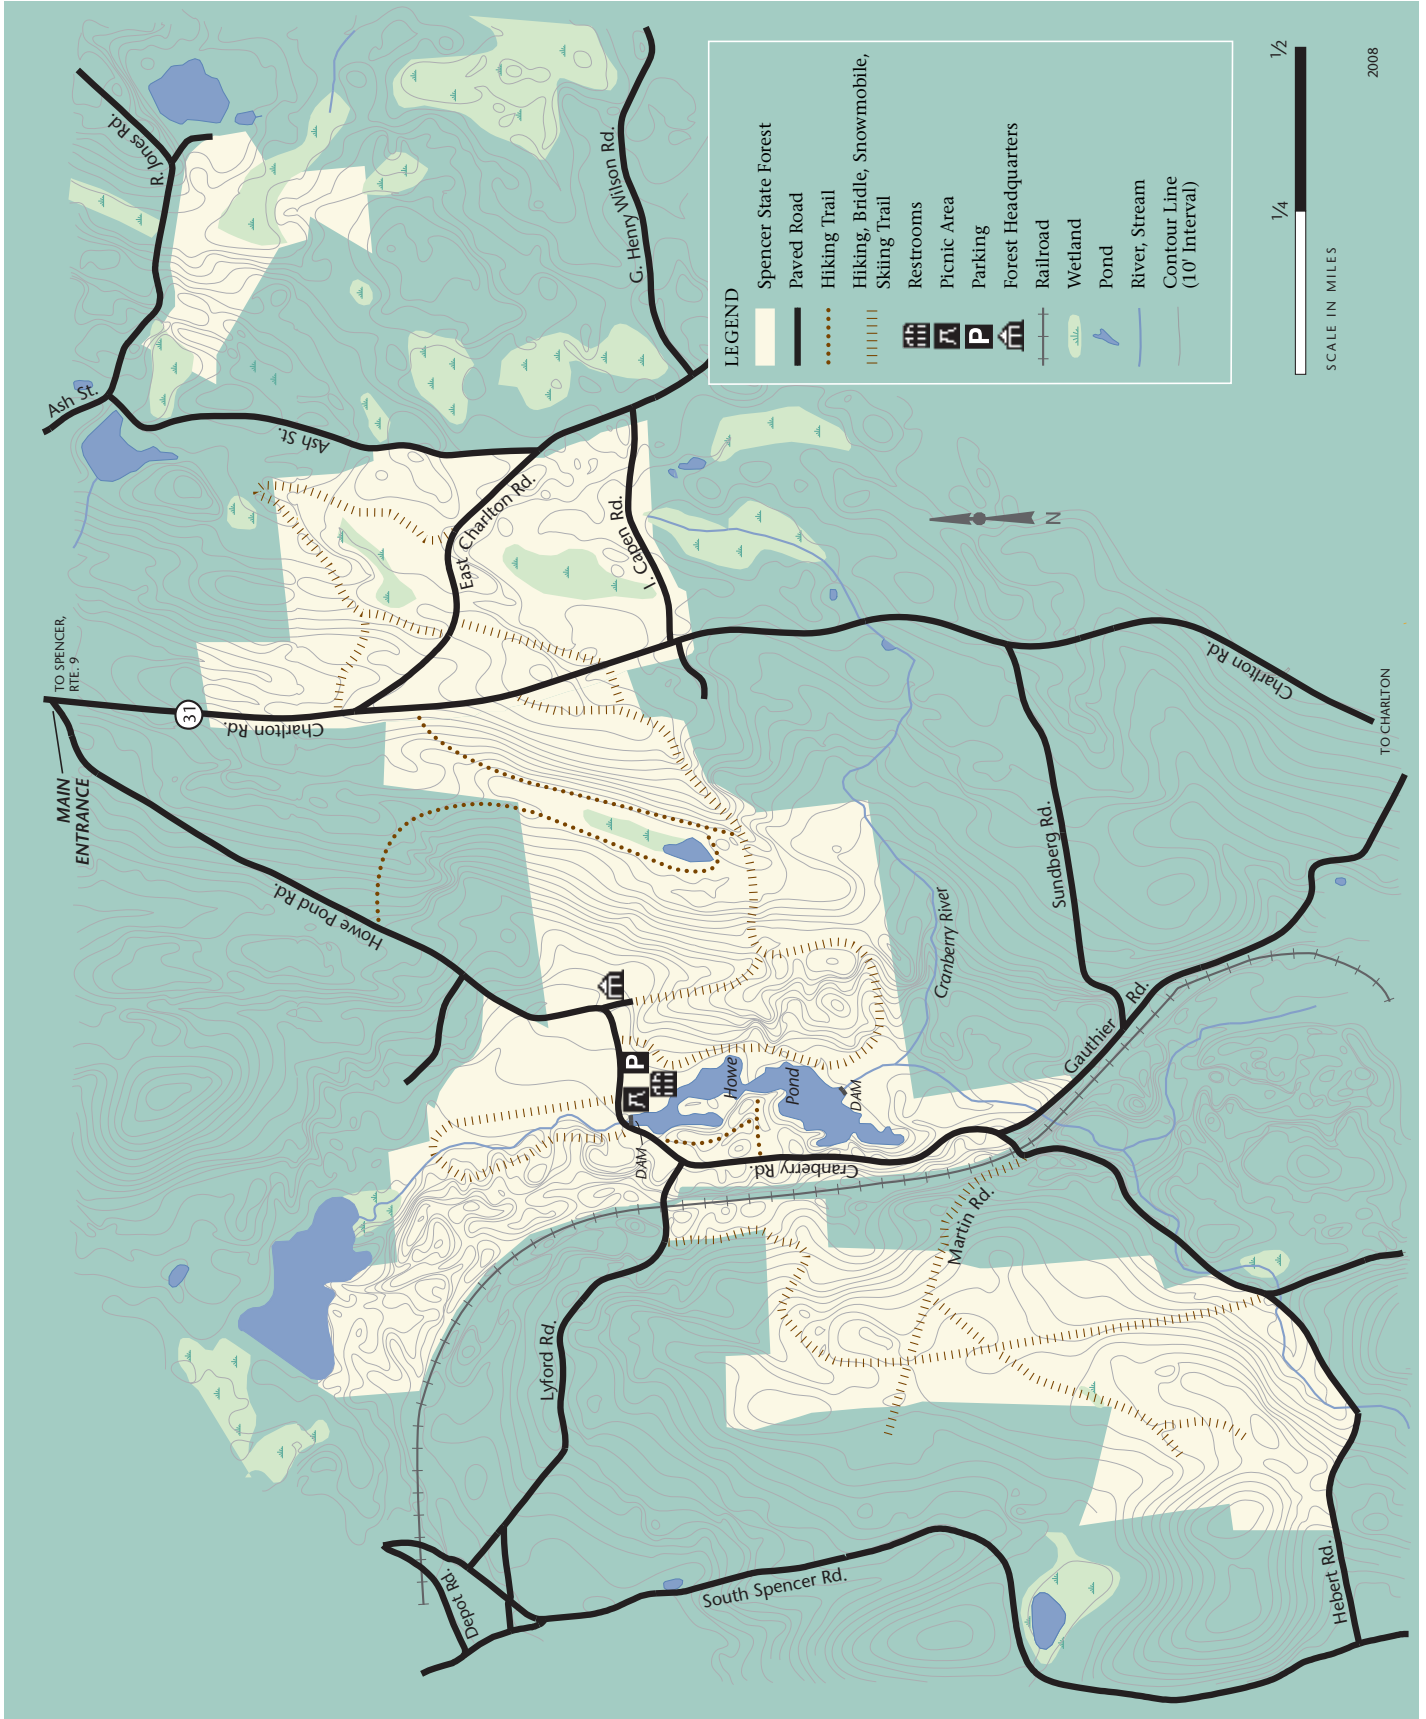 R. Jones Rd.
Ash St.
Ash St.
G. Henry Wilson Rd.
East Charlton Rd.
I. Capen Rd.
TO SPENCER,
RTE. 9
31
Charlton Rd.
MAIN
ENTRANCE
Howe Pond Rd.
P
Howe
Pond
DAM
DAM
Cranberry Rd.
Cranberry River
Sundberg Rd.
Charlton Rd.
TO CHARLTON
Gauthier Rd.
Martin Rd.
Lyford Rd.
Depot Rd.
South Spencer Rd.
Hebert Rd.
N
LEGEND
Spencer State Forest
Paved Road
Hiking Trail
Hiking, Bridle, Snowmobile,
Skiing Trail
Restrooms
Picnic Area
P
Parking
Forest Headquarters
Railroad
Wetland
Pond
River, Stream
Contour Line
(10' Interval)
1/4
1/2
SCALE IN MILES
2008